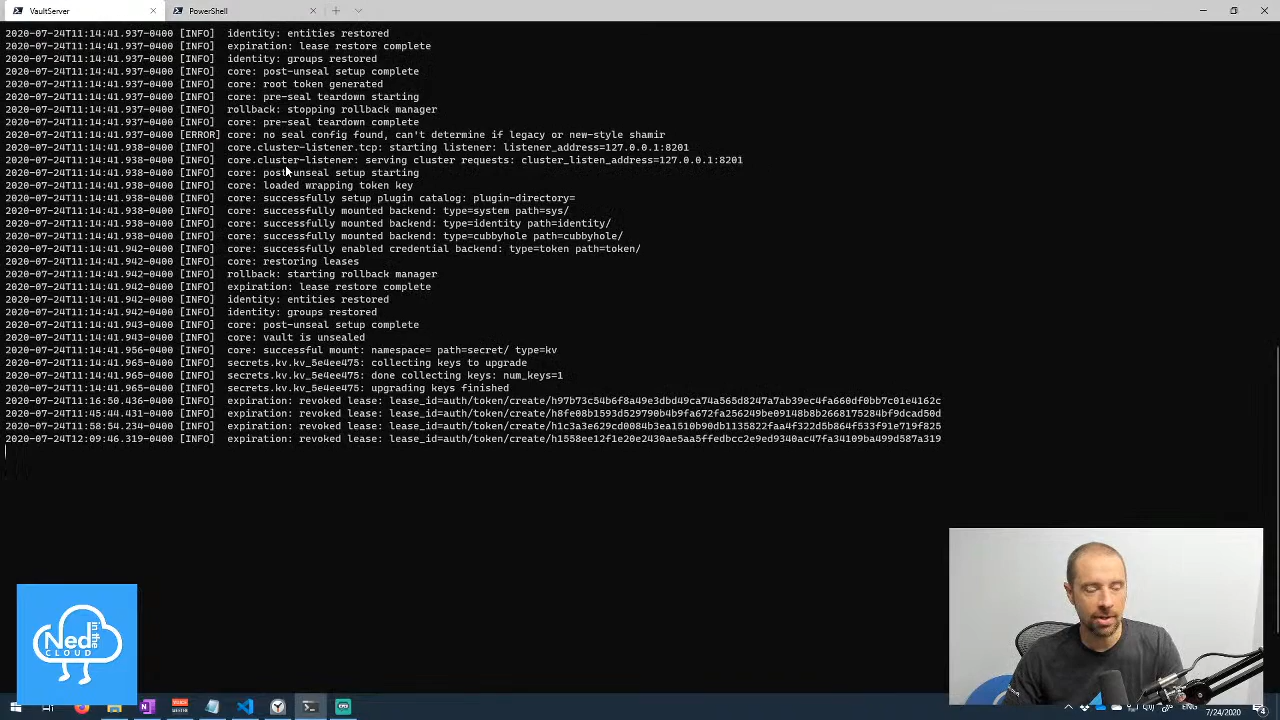 VaultServer
PowerShell
2020-07-24T11:14:41.937-0400 [INFO] identity: entities restored
2020-07-24T11:14:41.937-0400 [INFO] expiration: lease restore complete
2020-07-24T11:14:41.937-0400 [INFO] identity: groups restored
2020-07-24T11:14:41.937-0400 [INFO] core: post-unseal setup complete
2020-07-24T11:14:41.937-0400 [INFO] core: root token generated
2020-07-24T11:14:41.937-0400 [INFO] core: pre-seal teardown starting
2020-07-24T11:14:41.937-0400 [INFO] rollback: stopping rollback manager
2020-07-24T11:14:41.937-0400 [INFO] core: pre-seal teardown complete
2020-07-24T11:14:41.937-0400 [ERROR] core: no seal config found, can't determine if legacy or new-style shamir
2020-07-24T11:14:41.938-0400 [INFO] core.cluster-listener.tcp: starting listener: listener_address=127.0.0.1:8201
2020-07-24T11:14:41.938-0400 [INFO] core.cluster-listener: serving cluster requests: cluster_listen_address=127.0.0.1:8201
2020-07-24T11:14:41.938-0400 [INFO] core: post-unseal setup starting
2020-07-24T11:14:41.938-0400 [INFO] core: loaded wrapping token key
2020-07-24T11:14:41.938-0400 [INFO] core: successfully setup plugin catalog: plugin-directory=
2020-07-24T11:14:41.938-0400 [INFO] core: successfully mounted backend: type=system path=sys/
2020-07-24T11:14:41.938-0400 [INFO] core: successfully mounted backend: type=identity path=identity/
2020-07-24T11:14:41.938-0400 [INFO] core: successfully mounted backend: type=cubbyhole path=cubbyhole/
2020-07-24T11:14:41.942-0400 [INFO] core: successfully enabled credential backend: type=token path=token/
2020-07-24T11:14:41.942-0400 [INFO] core: restoring leases
2020-07-24T11:14:41.942-0400 [INFO] rollback: starting rollback manager
2020-07-24T11:14:41.942-0400 [INFO] expiration: lease restore complete
2020-07-24T11:14:41.942-0400 [INFO] identity: entities restored
2020-07-24T11:14:41.942-0400 [INFO] identity: groups restored
2020-07-24T11:14:41.943-0400 [INFO] core: post-unseal setup complete
2020-07-24T11:14:41.943-0400 [INFO] core: vault is unsealed
2020-07-24T11:14:41.956-0400 [INFO] core: successful mount: namespace= path=secret/ type=kv
2020-07-24T11:14:41.965-0400 [INFO] secrets.kv.kv_5e4ee475: collecting keys to upgrade
2020-07-24T11:14:41.965-0400 [INFO] secrets.kv.kv_5e4ee475: done collecting keys: num_keys=1
2020-07-24T11:14:41.965-0400 [INFO] secrets.kv.kv_5e4ee475: upgrading keys finished
2020-07-24T11:16:50.436-0400 [INFO] expiration: revoked lease: lease_id=auth/token/create/h97b73c54b6f8a49e3dbd49ca74a565d8247a7ab39ec4fa660df0bb7c01e4162c
2020-07-24T11:45:44.431-0400 [INFO] expiration: revoked lease: lease_id=auth/token/create/h8fe08b1593d529790b4b9fa672fa256249be09148b8b2668175284bf9dcad50d
2020-07-24T11:58:54.234-0400 [INFO] expiration: revoked lease: lease_id=auth/token/create/h1c3a3e629cd0084b3ea1510b90db1135822faa4f322d5b864f533f91e719f825
2020-07-24T12:09:46.319-0400 [INFO] expiration: revoked lease: lease_id=auth/token/create/h1558ee12f1e20e2430ae5aa5ffedbcc2e9ed9340ac47fa34109ba499d587a319
Ned in the
CLOUD
ENG
7/24/2020